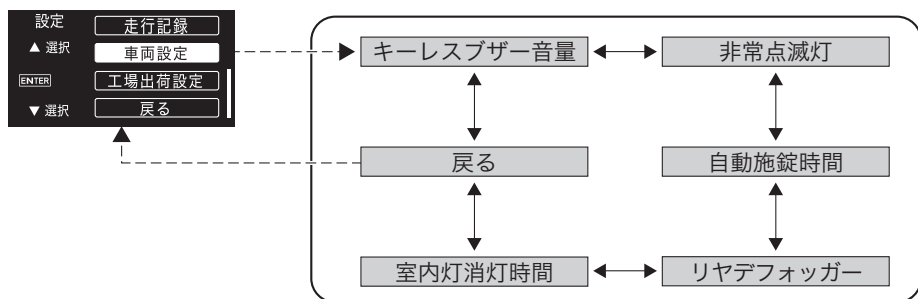 設定
走行記録
▲ 選択
車両設定
ENTER
工場出荷設定
▼ 選択
戻る
キーレスブザー音量
非常点滅灯
戻る
自動施錠時間
室内灯消灯時間
リヤデフォッガー